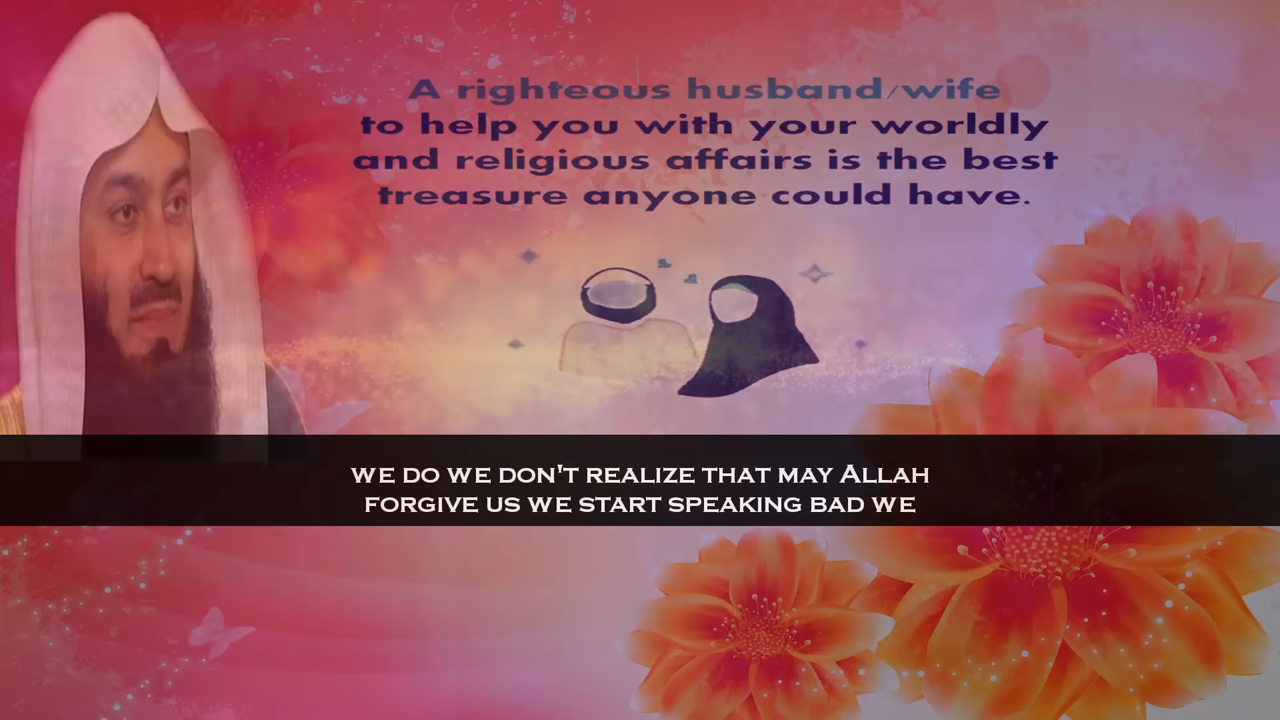 A righteous husband/wife
to help you with your worldly
and religious affairs is the best
treasure anyone could have.
WE DO WE DON'T REALIZE THAT MAY ALLAH
FORGIVE US WE START SPEAKING BAD WE